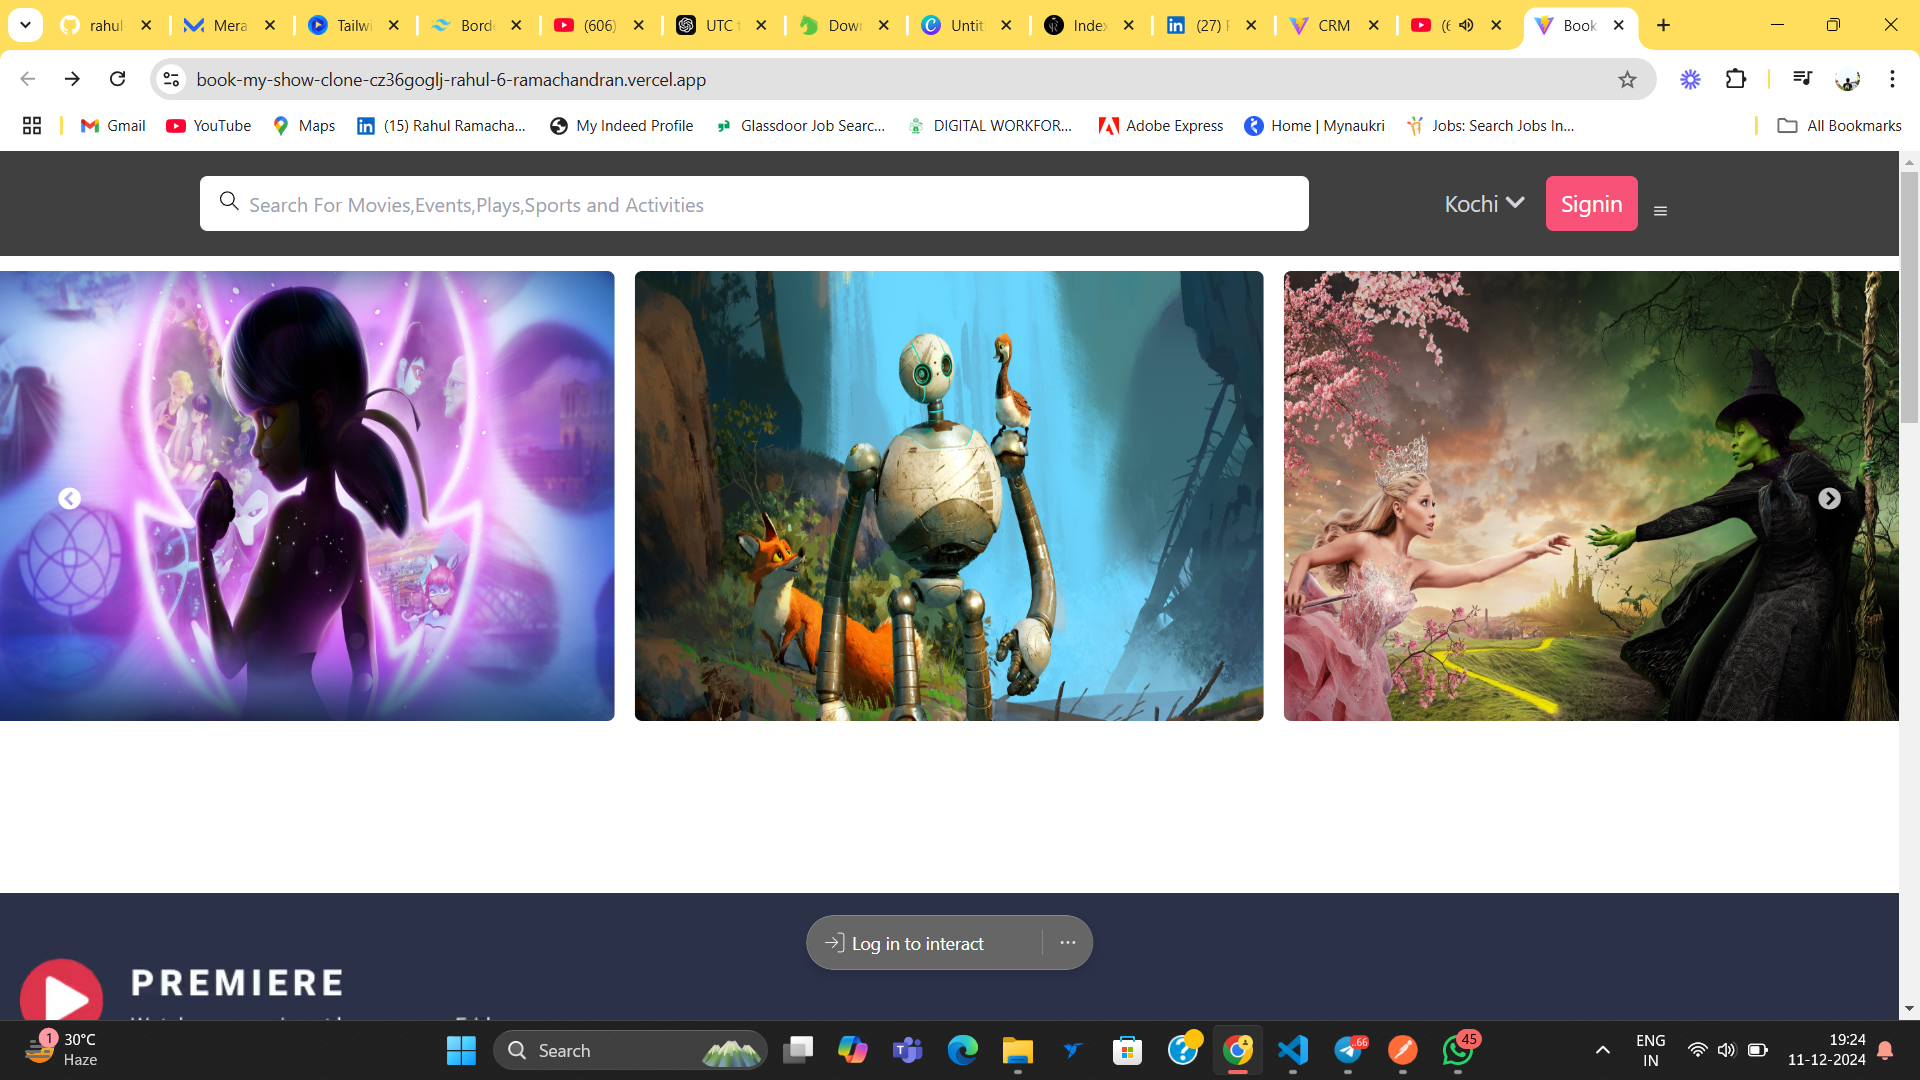 rahul
Mera
Tailwi
Borde
(606)
UTC t
Dow
Untit
Index
(27) F
CRM
(6
Book
book-my-show-clone-cz36goglj-rahul-6-ramachandran.vercel.app
Gmail
YouTube
Maps
(15) Rahul Ramacha...
My Indeed Profile
Glassdoor Job Searc...
DIGITAL WORKFOR...
Adobe Express
Home | Mynaukri
Jobs: Search Jobs In...
All Bookmarks
Search For Movies,Events,Plays,Sports and Activities
Kochi
Signin
Log in to interact
PREMIERE
1
30°C
Haze
Search
..66
45
ENG
IN
19:24
11-12-2024